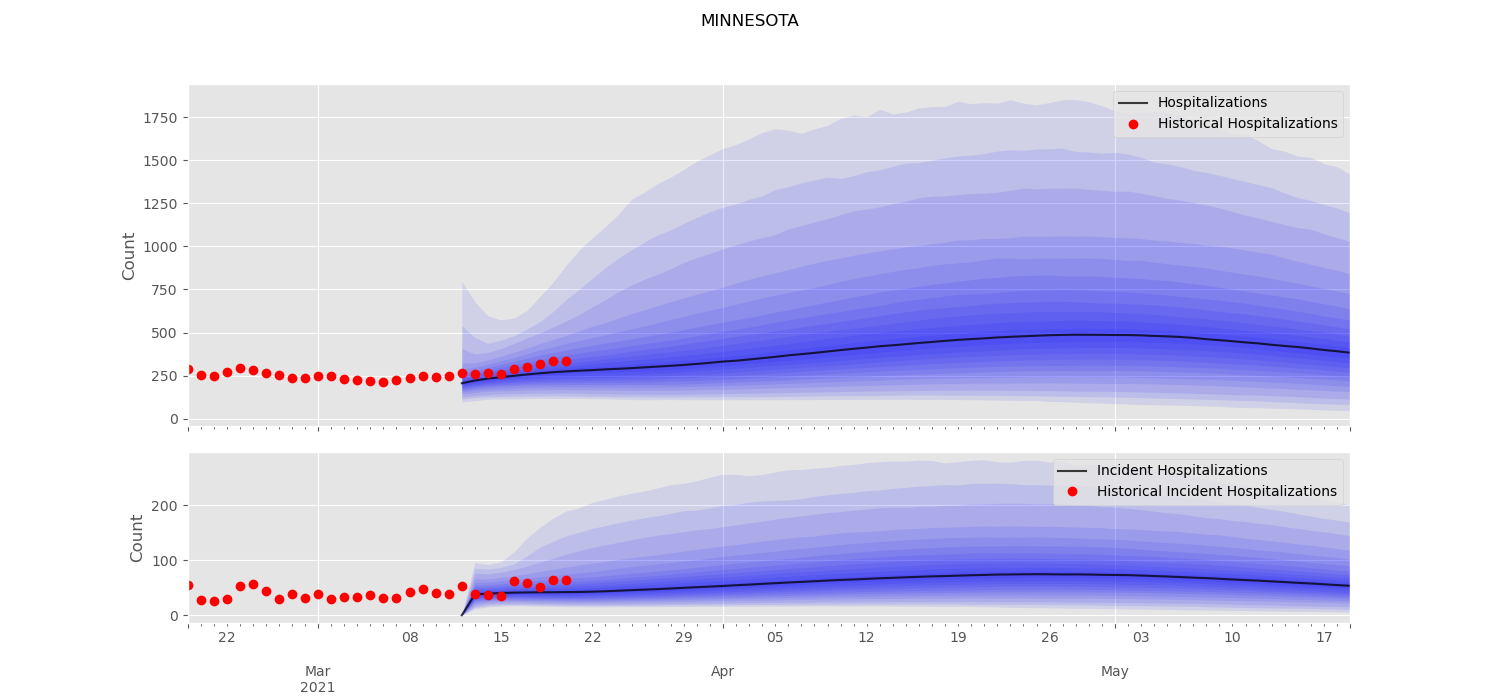 MINNESOTA
Count
1750
1500
1250
1000
750
500
250
0
Hospitalizations
Historical Hospitalizations
Count
200
100
0
Incident Hospitalizations
Historical Incident Hospitalizations
22 08 15 22 29 05 12 19 26 03 10 17
Mar Apr May
2021